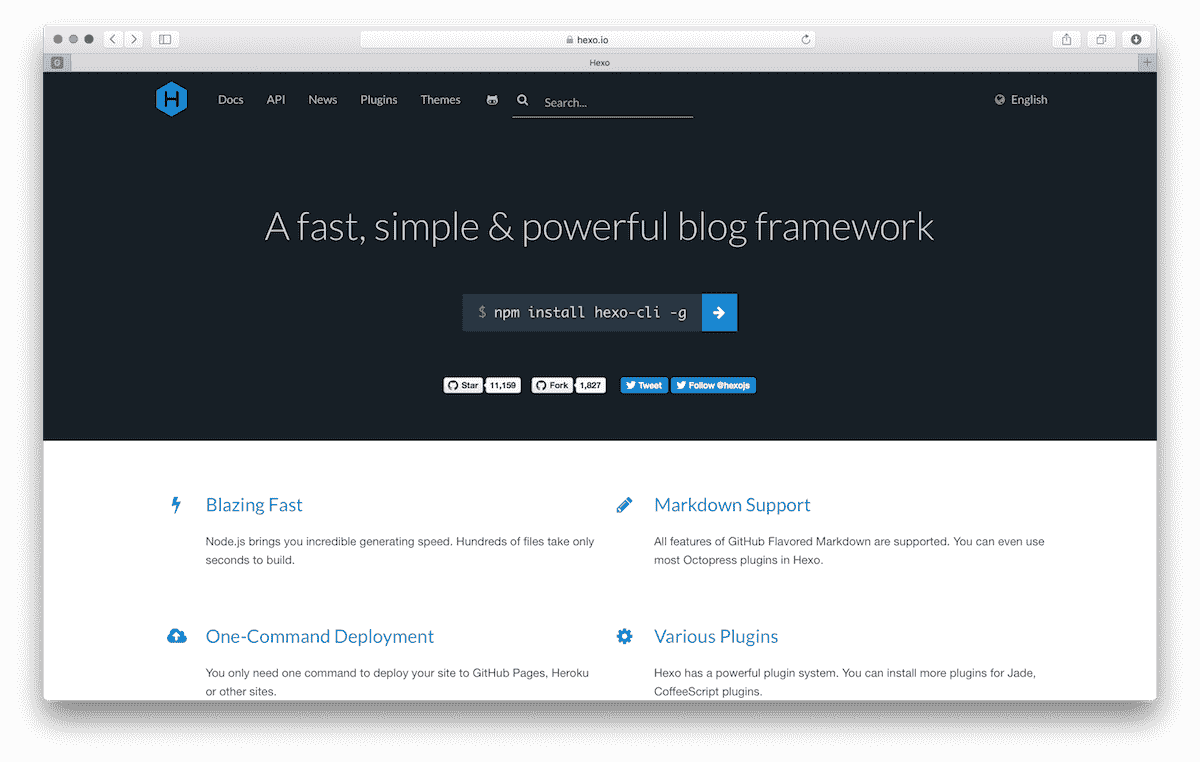 hexo.io
G
Hexo
H
Docs API News Plugins Themes Search... English
A fast, simple & powerful blog framework
$ npm install hexo-cli -g
Star 11,159 Fork 1,827 Tweet Follow @hexojs
Blazing Fast
Node.js brings you incredible generating speed. Hundreds of files take only
seconds to build.
Markdown Support
All features of GitHub Flavored Markdown are supported. You can even use
most Octopress plugins in Hexo.
One-Command Deployment
You only need one command to deploy your site to GitHub Pages, Heroku
or other sites.
Various Plugins
Hexo has a powerful plugin system. You can install more plugins for Jade,
CoffeeScript plugins.